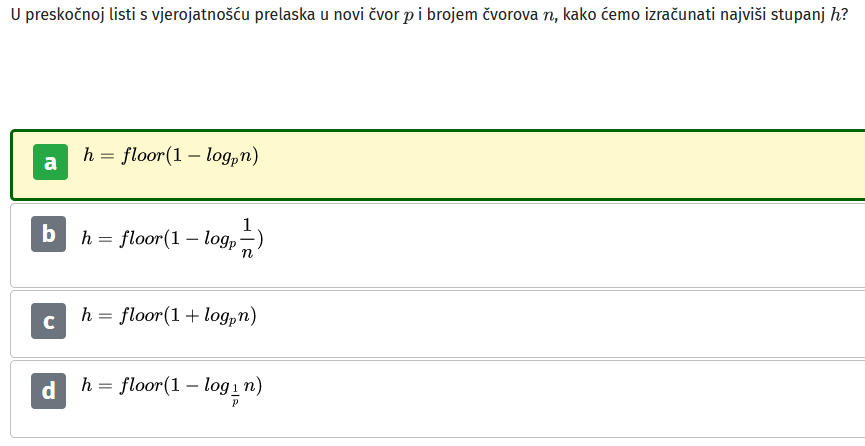 U preskočnoj listi s vjerojatnošću prelaska u novi čvor p i brojem čvorova n, kako ćemo izračunati najviši stupanj h?
a h = floor(1 − log_p n)
b h = floor(1 − log_p \frac{1}{n})
c h = floor(1 + log_p n)
d h = floor(1 − log_{\frac{1}{p}} n)